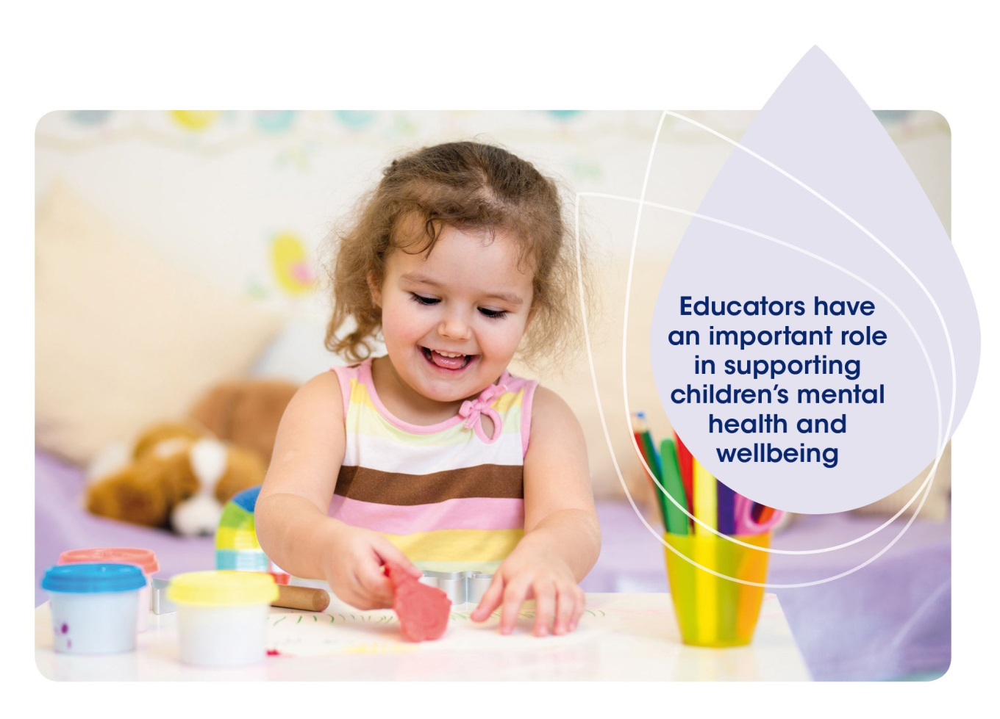 Educators have
an important role
in supporting
children’s mental
health and
wellbeing